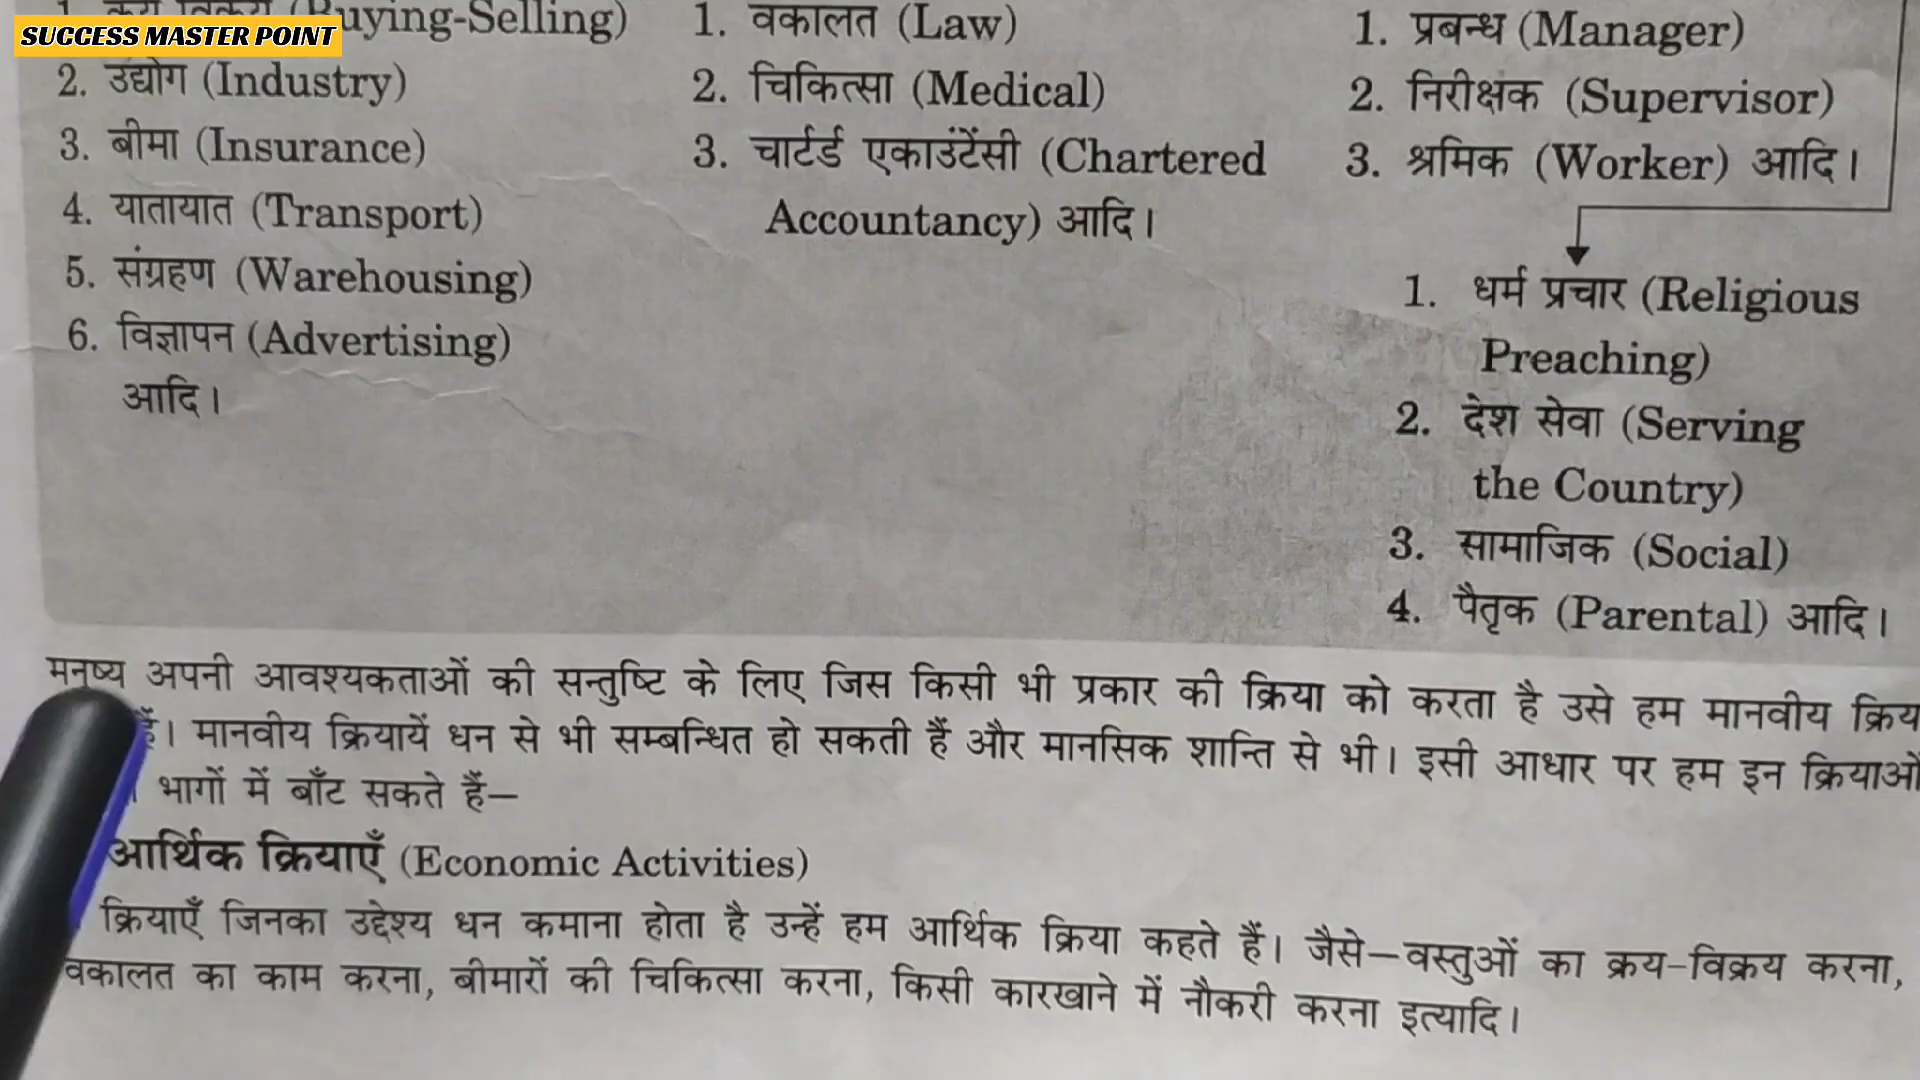 SUCCESS MASTER POINT
(Buying-Selling)
2. उद्योग (Industry)
3. बीमा (Insurance)
4. यातायात (Transport)
5. संग्रहण (Warehousing)
6. विज्ञापन (Advertising)
आदि।
1. वकालत (Law)
2. चिकित्सा (Medical)
3. चार्टर्ड एकाउंटेंसी (Chartered
Accountancy) आदि।
1. प्रबन्ध (Manager)
2. निरीक्षक (Supervisor)
3. श्रमिक (Worker) आदि।
1. धर्म प्रचार (Religious
Preaching)
2. देश सेवा (Serving
the Country)
3. सामाजिक (Social)
4. पैतृक (Parental) आदि।
मनुष्य अपनी आवश्यकताओं की सन्तुष्टि के लिए जिस किसी भी प्रकार की क्रिया को करता है उसे हम मानवीय
हैं। मानवीय क्रियायें धन से भी सम्बन्धित हो सकती हैं और मानसिक शान्ति से भी। इसी आधार पर हम इन क्रियाओं
भागों में बाँट सकते हैं—
आर्थिक क्रियाएँ (Economic Activities)
क्रियाएँ जिनका उद्देश्य धन कमाना होता है उन्हें हम आर्थिक क्रिया कहते हैं। जैसे—वस्तुओं का क्रय-विक्रय करना,
वकालत का काम करना, बीमारों की चिकित्सा करना, किसी कारखाने में नौकरी करना इत्यादि।